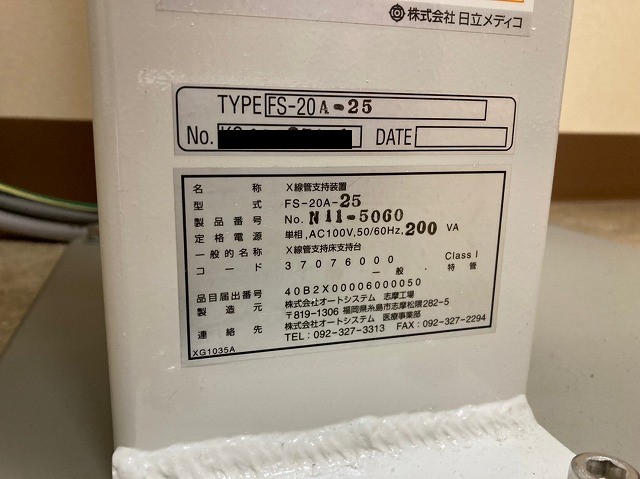 株式会社 日立メディコ
TYPE FS-20A-25
No. DATE
名称 X線管支持装置
型式 FS-20A-25
製品番号 No. N11-5060
定格電源 単相,AC100V,50/60Hz,200 VA
一般的名称 X線管支持床支持台
コード 37076000 Class I
一般・特管
品目届出番号 40B2X00006000050
製造元 株式会社オートシステム 志摩工場
〒819-1306 福岡県糸島市志摩松隈282-5
連絡先 株式会社オートシステム 医療事業部
TEL:092-327-3313 FAX:092-327-2294
XG1035A